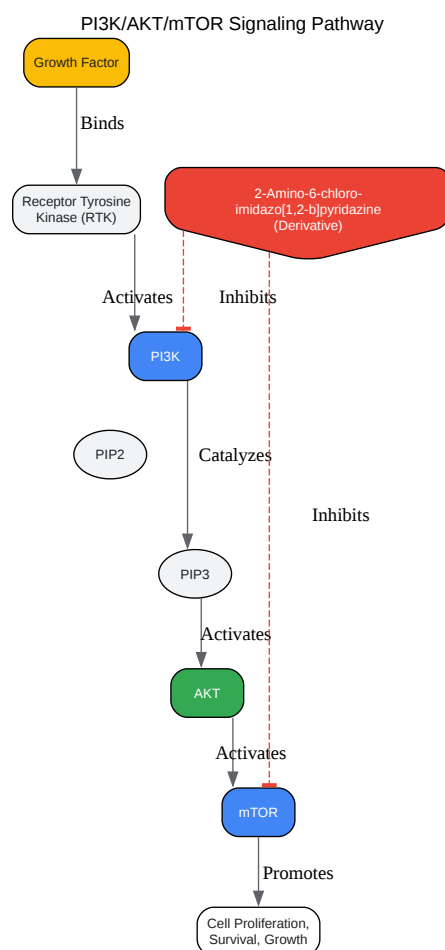 PI3K/AKT/mTOR Signaling Pathway
Growth Factor
Binds
Receptor Tyrosine
Kinase (RTK)
2-Amino-6-chloro-
imidazo[1,2-b]pyridazine
(Derivative)
Activates
Inhibits
PI3K
PIP2
Catalyzes
Inhibits
PIP3
Activates
AKT
Activates
mTOR
Promotes
Cell Proliferation,
Survival, Growth